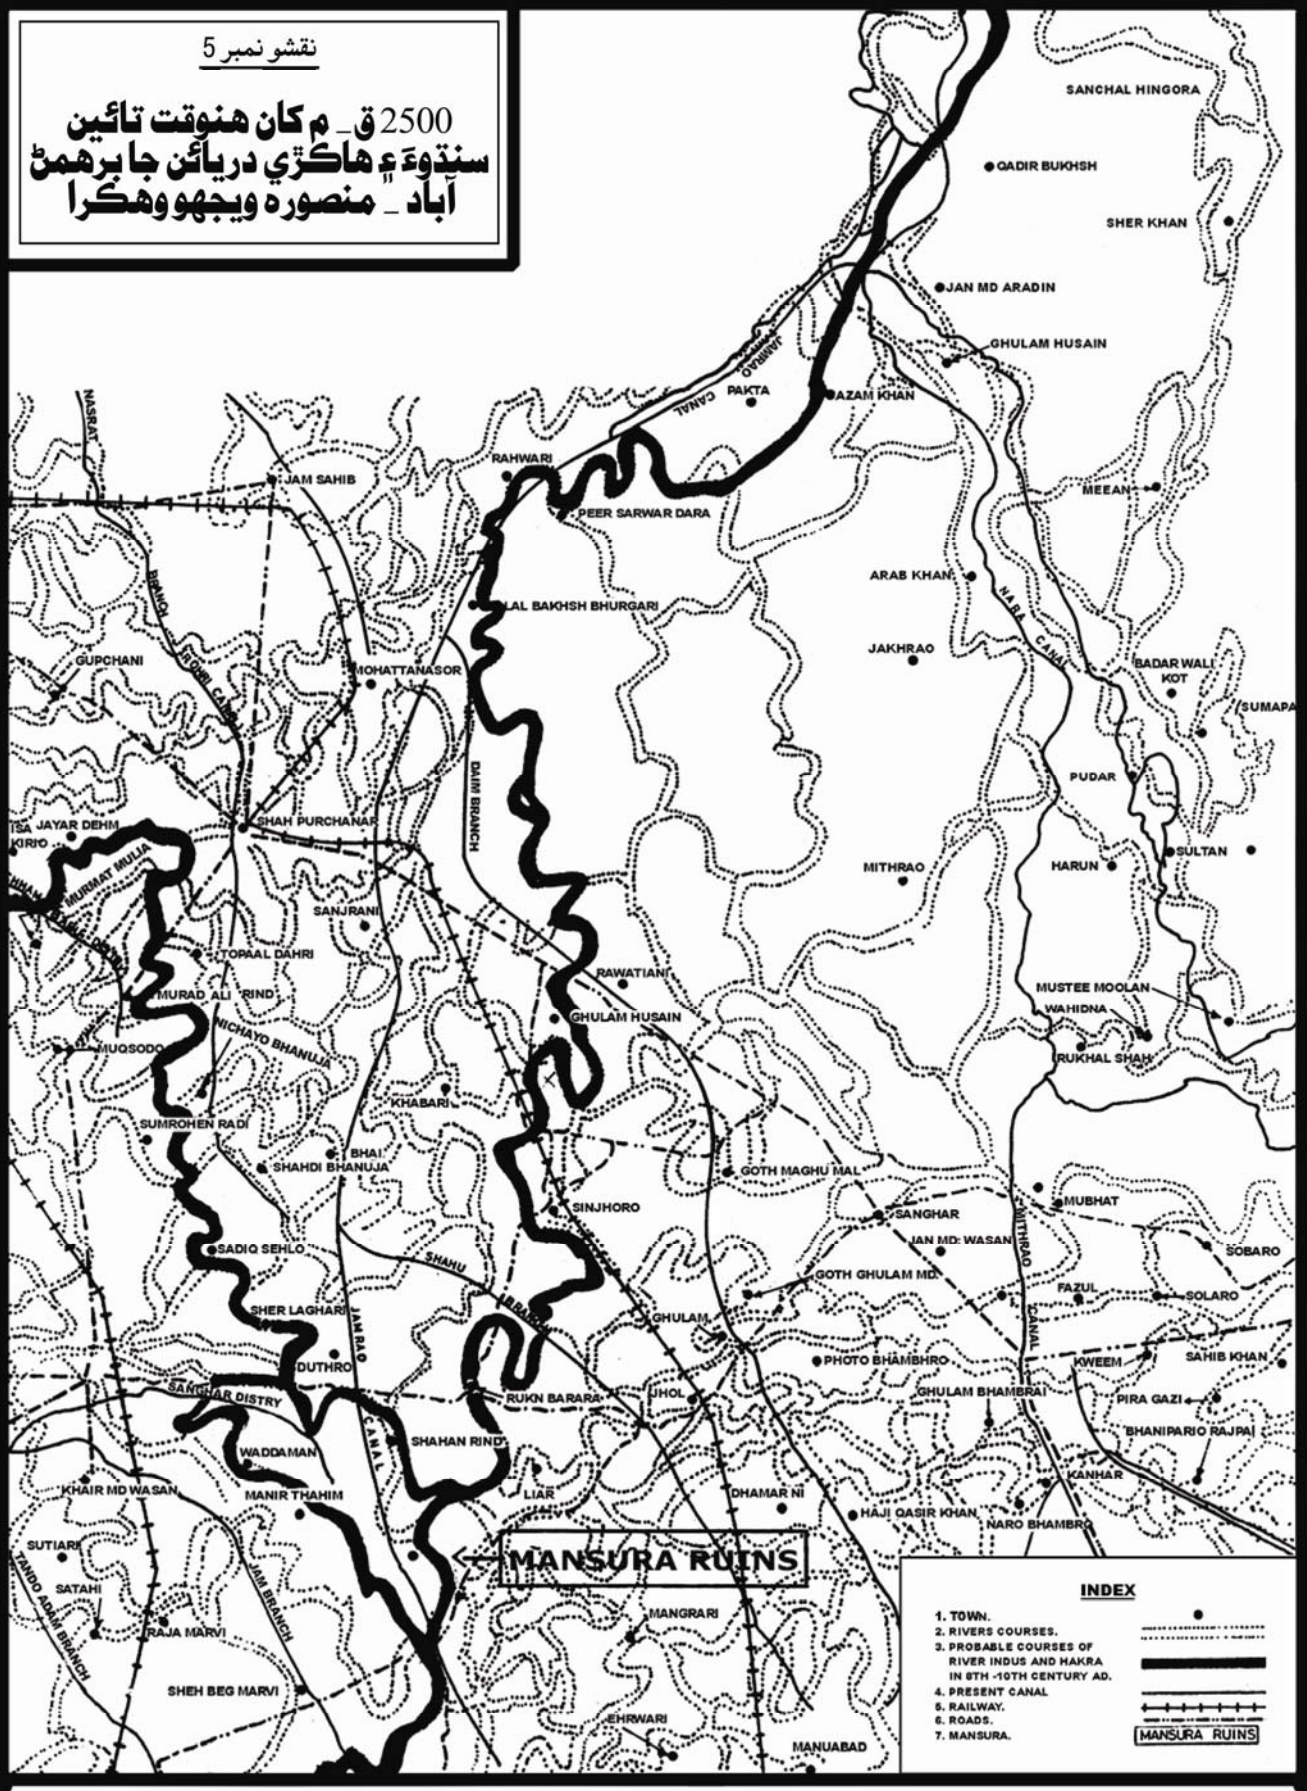 نقشو نمبر 5
2500 ق_ م کان هنوقت تائين
سنڌوءَ ۽ هاڪڙي دريائن جا برهمڻ
آباد _ منصوره ويجهو وهڪرا
SANCHAL HINGORA
QADIR BUKHSH
SHER KHAN
JAN MD ARADIN
GHULAM HUSAIN
JAMRAO
CANAL
PAKTA
AZAM KHAN
NASRAT
BRANCH
RAHWARI
JAM SAHIB
PEER SARWAR DARA
MEEAN
ARAB KHAN
LAL BAKHSH BHURGARI
NARA CANAL
JAKHRAO
GUPCHANI
ROHRI CANAL
MOHATTANASOR
BADAR WALI
KOT
SUMAPA
PUDAR
DAIM BRANCH
SHAH PURCHANAR
ISA
KIRIO
JAYAR DEHM
MURMAT MULJA
SULTAN
HARUN
MITHRAO
SANJRANI
TOPAAL DAHRI
RAWATIANI
MURAD ALI RIND
MUSTEE MOOLAN
WAHIDNA
GHULAM HUSAIN
NICHAYO BHANUJA
MUQSODO
RUKHAL SHAH
KHABARI
SUMROHEN RADI
BHAI
SHAHDI BHANUJA
GOTH MAGHU MAL
SINJHORO
SANGHAR
MUBHAT
MITHRAO
CANAL
JAN MD: WASAN
SOBARO
SADIQ SEHLO
SHAHU
BRANCH
GOTH GHULAM MD.
FAZUL
SOLARO
SHER LAGHARI
JAMRAO
CANAL
GHULAM
DUTHRO
PHOTO BHAMBHRO
KWEEM
SAHIB KHAN
SANGHAR DISTRY
RUKN BARARA
JHOL
GHULAM BHAMBRAI
PIRA GAZI
BHANIPARIO RAJPAI
SHAHAN RIND
WADDAMAN
KANHAR
KHAIR MD WASAN
MANIR THAHIM
LIAR
DHAMAR NI
HAJI QASIR KHAN
NARO BHAMBRO
SUTIARI
MANSURA RUINS
TANDO ADAM BRANCH
SATAHI
JAM BRANCH
RAJA MARVI
MANGRARI
SHEH BEG MARVI
EHRWARI
MANUABAD
INDEX
1. TOWN.
2. RIVERS COURSES.
3. PROBABLE COURSES OF
RIVER INDUS AND HAKRA
IN 8TH -10TH CENTURY AD.
4. PRESENT CANAL
5. RAILWAY.
6. ROADS.
7. MANSURA.
MANSURA RUINS